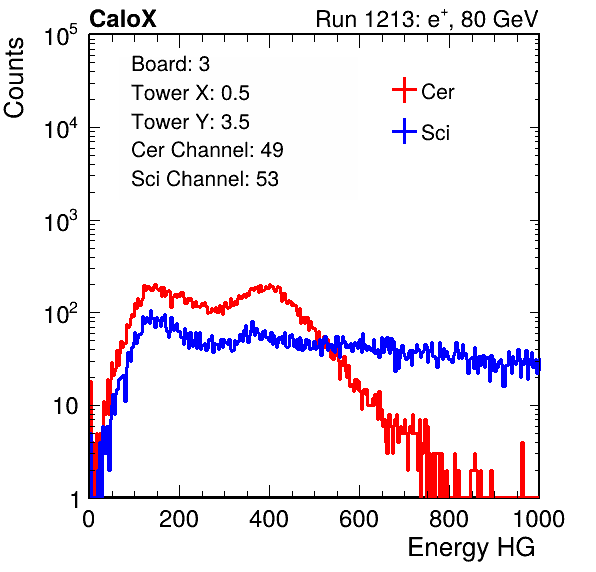 CaloX Run 1213: e⁺, 80 GeV
Counts
10⁵
10⁴
10³
10²
10
1
Board: 3
Tower X: 0.5
Tower Y: 3.5
Cer Channel: 49
Sci Channel: 53
Cer
Sci
0 200 400 600 800 1000
Energy HG